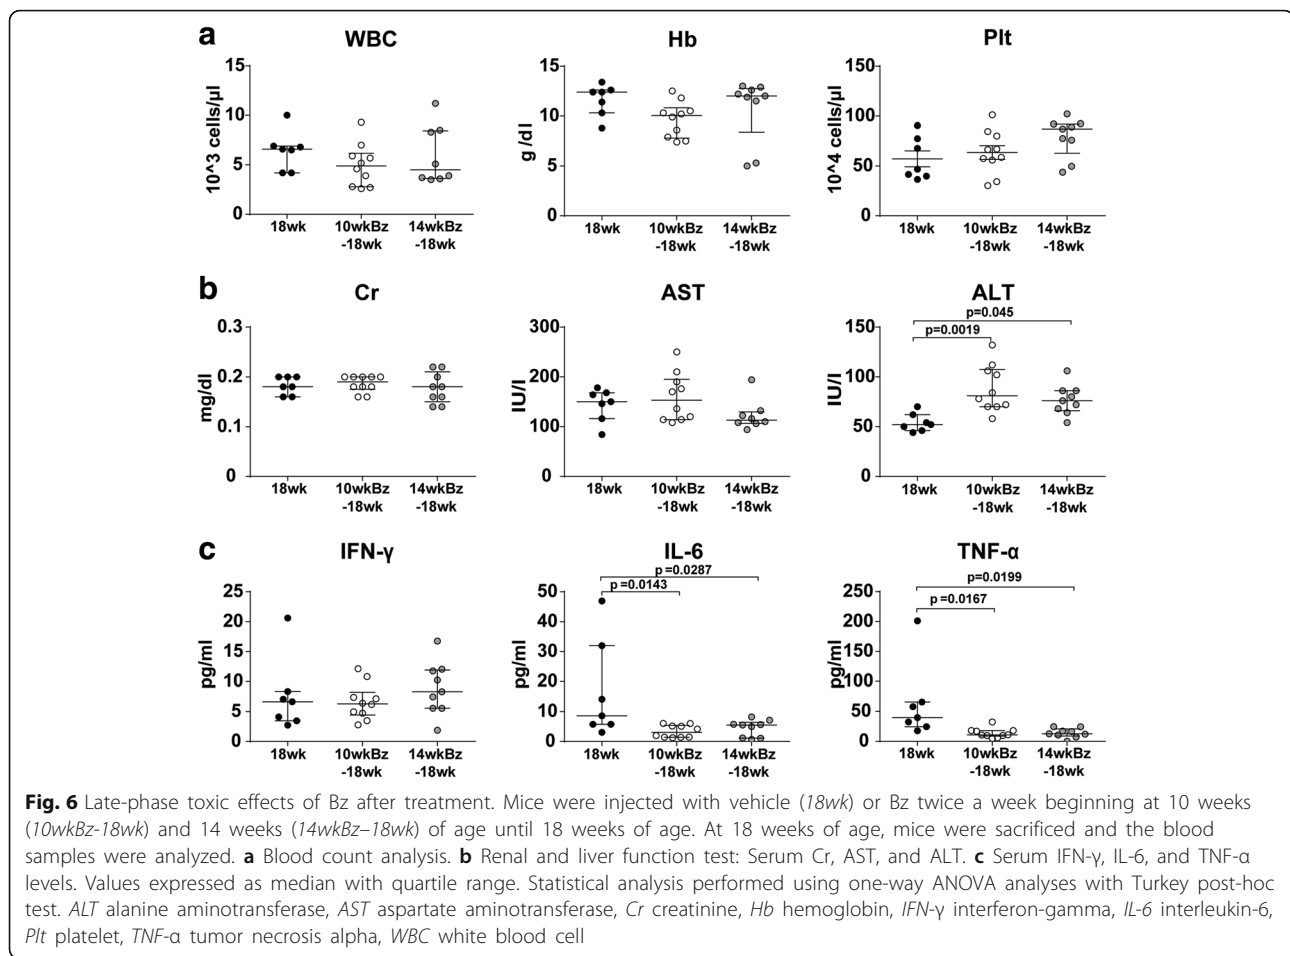 a
WBC
Hb
Plt
10^3 cells/μl
15
10
5
0
18wk
10wkBz
-18wk
14wkBz
-18wk
g /dl
15
10
5
0
18wk
10wkBz
-18wk
14wkBz
-18wk
10^4 cells/μl
150
100
50
0
18wk
10wkBz
-18wk
14wkBz
-18wk
b
Cr
AST
ALT
mg/dl
0.3
0.2
0.1
0
18wk
10wkBz
-18wk
14wkBz
-18wk
IU/l
300
200
100
0
18wk
10wkBz
-18wk
14wkBz
-18wk
p=0.045
p=0.0019
IU/l
150
100
50
0
18wk
10wkBz
-18wk
14wkBz
-18wk
c
IFN-γ
IL-6
TNF-α
pg/ml
25
20
15
10
5
0
18wk
10wkBz
-18wk
14wkBz
-18wk
p =0.0287
p =0.0143
pg/ml
50
40
30
20
10
0
18wk
10wkBz
-18wk
14wkBz
-18wk
p=0.0199
p =0.0167
pg/ml
250
200
150
100
50
0
18wk
10wkBz
-18wk
14wkBz
-18wk
Fig. 6 Late-phase toxic effects of Bz after treatment. Mice were injected with vehicle (18wk) or Bz twice a week beginning at 10 weeks
(10wkBz-18wk) and 14 weeks (14wkBz–18wk) of age until 18 weeks of age. At 18 weeks of age, mice were sacrificed and the blood
samples were analyzed. a Blood count analysis. b Renal and liver function test: Serum Cr, AST, and ALT. c Serum IFN-γ, IL-6, and TNF-α
levels. Values expressed as median with quartile range. Statistical analysis performed using one-way ANOVA analyses with Turkey post-hoc
test. ALT alanine aminotransferase, AST aspartate aminotransferase, Cr creatinine, Hb hemoglobin, IFN-γ interferon-gamma, IL-6 interleukin-6,
Plt platelet, TNF-α tumor necrosis alpha, WBC white blood cell